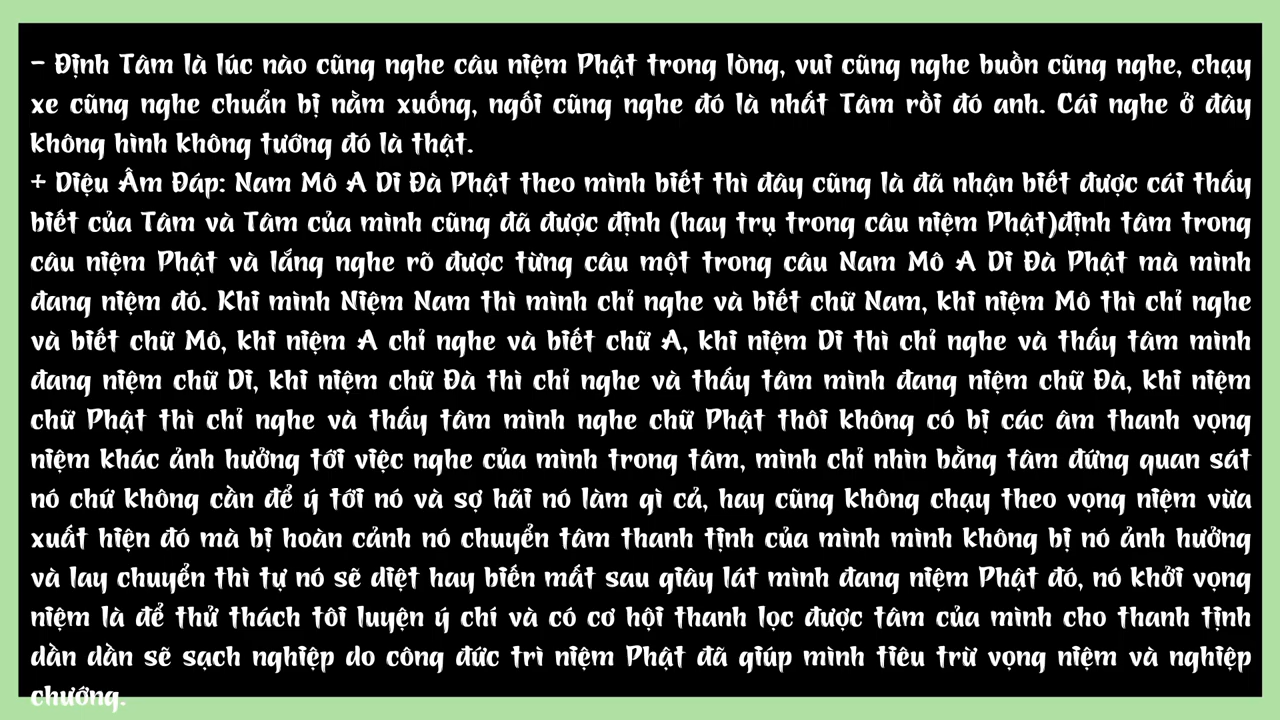 – Định Tâm là lúc nào cũng nghe câu niệm Phật trong lòng, vui cũng nghe buồn cũng nghe, chạy
xe cũng nghe chuẩn bị nằm xuống, ngối cũng nghe đó là nhất Tâm rồi đó anh. Cái nghe ở đây
không hình không tướng đó là thật.
+ Diệu Âm Đáp: Nam Mô A Di Đà Phật theo mình biết thì đây cũng là đã nhận biết được cái thấy
biết của Tâm và Tâm của mình cũng đã được định (hay trụ trong câu niệm Phật)định tâm trong
câu niệm Phật và lắng nghe rõ được từng câu một trong câu Nam Mô A Di Đà Phật mà mình
đang niệm đó. Khi mình Niệm Nam thì mình chỉ nghe và biết chữ Nam, khi niệm Mô thì chỉ nghe
và biết chữ Mô, khi niệm A chỉ nghe và biết chữ A, khi niệm Di thì chỉ nghe và thấy tâm mình
đang niệm chữ Di, khi niệm chữ Đà thì chỉ nghe và thấy tâm mình đang niệm chữ Đà, khi niệm
chữ Phật thì chỉ nghe và thấy tâm mình nghe chữ Phật thôi không có bị các âm thanh vọng
niệm khác ảnh hưởng tới việc nghe của mình trong tâm, mình chỉ nhìn bằng tâm đứng quan sát
nó chứ không cần để ý tới nó và sợ hãi nó làm gì cả, hay cũng không chạy theo vọng niệm vừa
xuất hiện đó mà bị hoàn cảnh nó chuyển tâm thanh tịnh của mình mình không bị nó ảnh hưởng
và lay chuyển thì tự nó sẽ diệt hay biến mất sau giây lát mình đang niệm Phật đó, nó khởi vọng
niệm là để thử thách tôi luyện ý chí và có cơ hội thanh lọc được tâm của mình cho thanh tịnh
dần dần sẽ sạch nghiệp do công đức trì niệm Phật đã giúp mình tiêu trừ vọng niệm và nghiệp
chướng.